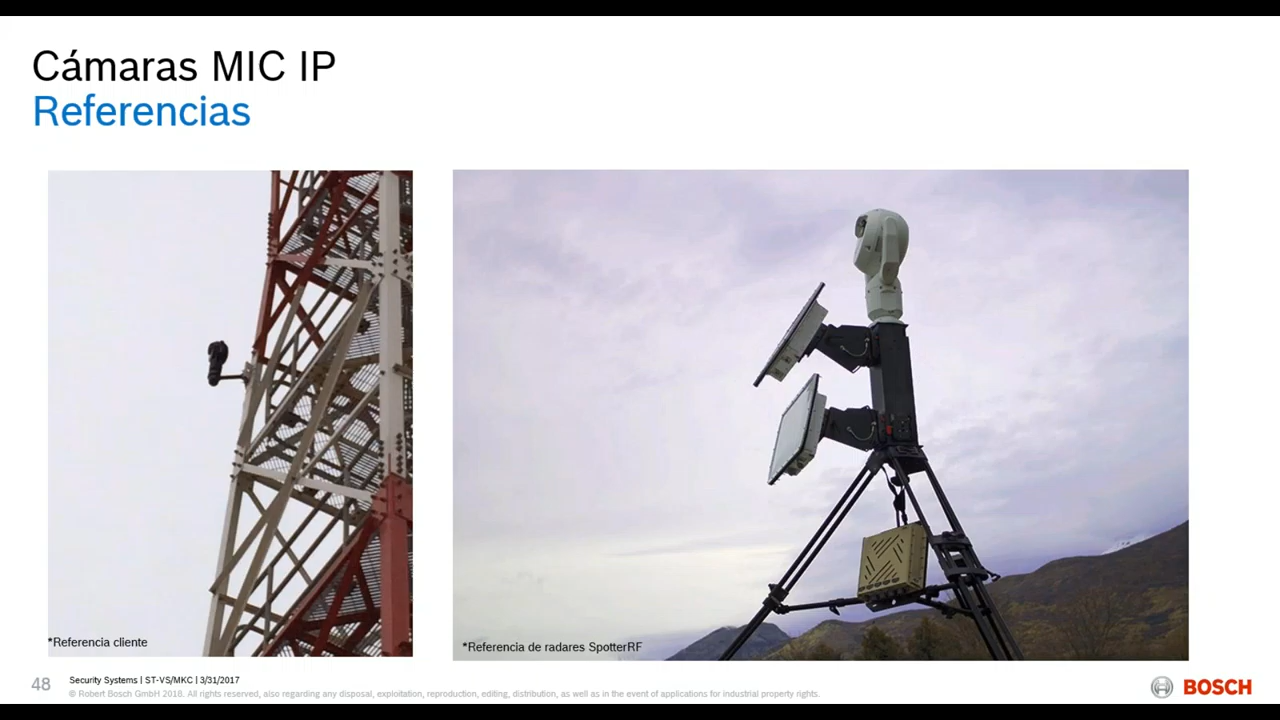 Cámaras MIC IP
Referencias
*Referencia cliente
*Referencia de radares SpotterRF
48
Security Systems | ST-VS/MKC | 3/31/2017
© Robert Bosch GmbH 2018. All rights reserved, also regarding any disposal, exploitation, reproduction, editing, distribution, as well as in the event of applications for industrial property rights.
BOSCH